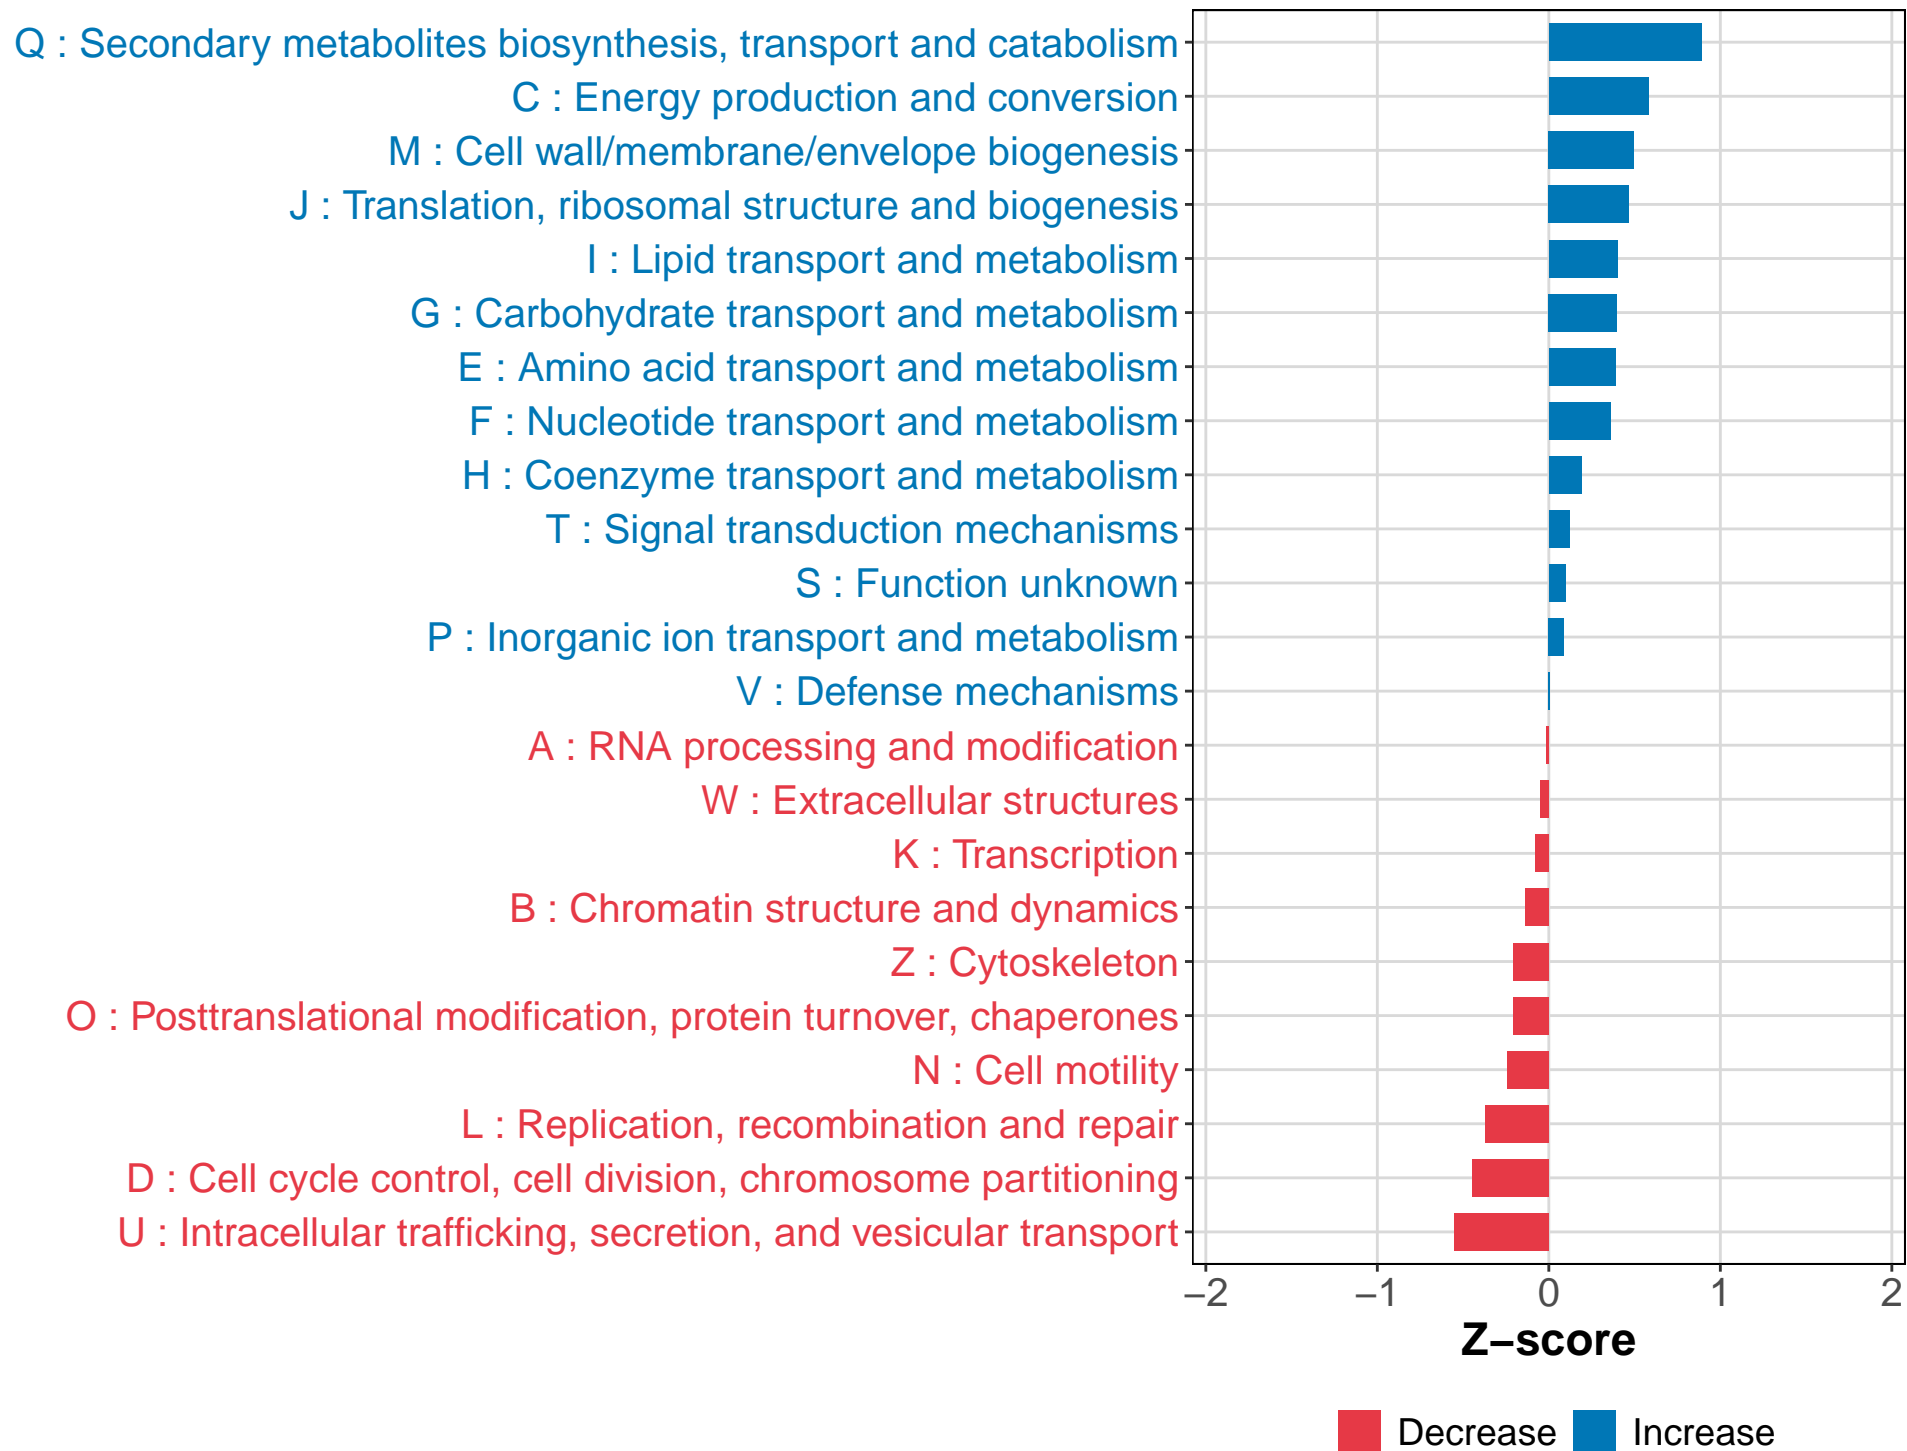 Q : Secondary metabolites biosynthesis, transport and catabolism
C : Energy production and conversion
M : Cell wall/membrane/envelope biogenesis
J : Translation, ribosomal structure and biogenesis
I : Lipid transport and metabolism
G : Carbohydrate transport and metabolism
E : Amino acid transport and metabolism
F : Nucleotide transport and metabolism
H : Coenzyme transport and metabolism
T : Signal transduction mechanisms
S : Function unknown
P : Inorganic ion transport and metabolism
V : Defense mechanisms
A : RNA processing and modification
W : Extracellular structures
K : Transcription
B : Chromatin structure and dynamics
Z : Cytoskeleton
O : Posttranslational modification, protein turnover, chaperones
N : Cell motility
L : Replication, recombination and repair
D : Cell cycle control, cell division, chromosome partitioning
U : Intracellular trafficking, secretion, and vesicular transport
−2 −1 0 1 2
Z−score
Decrease Increase